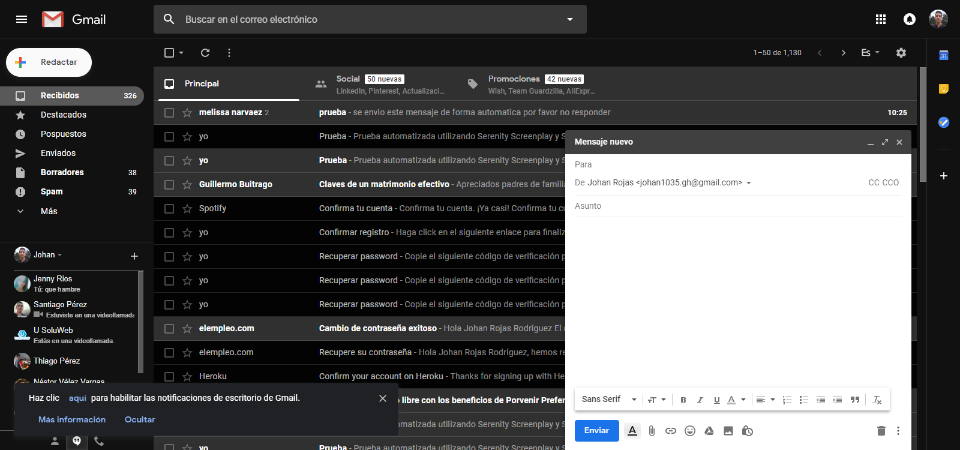 Gmail
Buscar en el correo electrónico
Redactar
Recibidos 326
Destacados
Pospuestos
Enviados
Borradores 38
Spam 39
Más
1–50 de 1,130
Es
Principal
Social 50 nuevas
LinkedIn, Pinterest, Actualizaci...
Promociones 42 nuevas
Wish, Team Guardzilla, AliExpr...
melissa narvaez 2 prueba - se envio este mensaje de forma automatica por favor no responder 10:25
yo Prueba - Prueba automatizada utilizando Serenity Screenplay y S
yo Prueba - Prueba automatizada utilizando Serenity Screenplay y S
Guillermo Buitrago Claves de un matrimonio efectivo - Apreciados padres de famili
Spotify Confirma tu cuenta - Confirma tu cuenta. ¡Ya casi! Confirma tu c
yo Confirmar registro - Haga click en el siguiente enlace para finaliz
yo Recuperar password - Copie el siguiente código de verificación p
yo Recuperar password - Copie el siguiente código de verificación p
yo Recuperar password - Copie el siguiente código de verificación p
elempleo.com Cambio de contraseña exitoso - Hola Johan Rojas Rodríguez El
elempleo.com Recupere su contraseña - Hola Johan Rojas Rodríguez, hemos re
Heroku Confirm your account on Heroku - Thanks for signing up with He
libre con los beneficios de Porvenir Prefer
automatizada utilizando Serenity Screenplay y S
yo Prueba - Prueba automatizada utilizando Serenity Screenplay y S
Johan
Jenny Rios
Tú: que hambre
Santiago Pérez
Estuviste en una videollamada
U SoluWeb
Estás en una videollamada.
Thiago Pérez
Néstor Vélez Vargas
Haz clic aquí para habilitar las notificaciones de escritorio de Gmail.
Más información Ocultar
Mensaje nuevo
Para
De Johan Rojas <johan1035.gh@gmail.com> CC CCO
Asunto
Sans Serif
Enviar